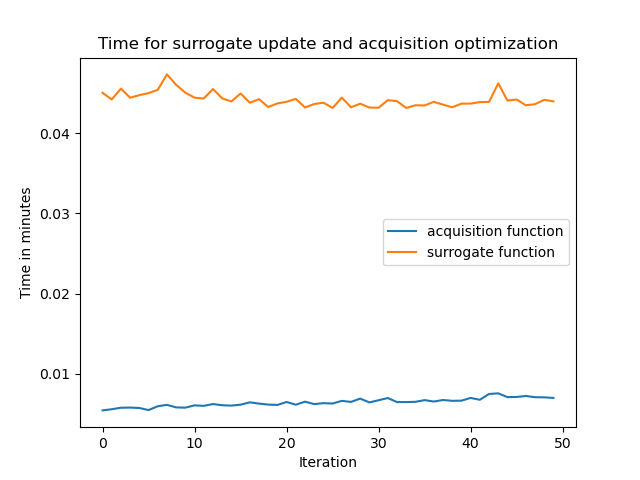 Time for surrogate update and acquisition optimization
Time in minutes
0.04
0.03
0.02
0.01
acquisition function
surrogate function
0 10 20 30 40 50
Iteration